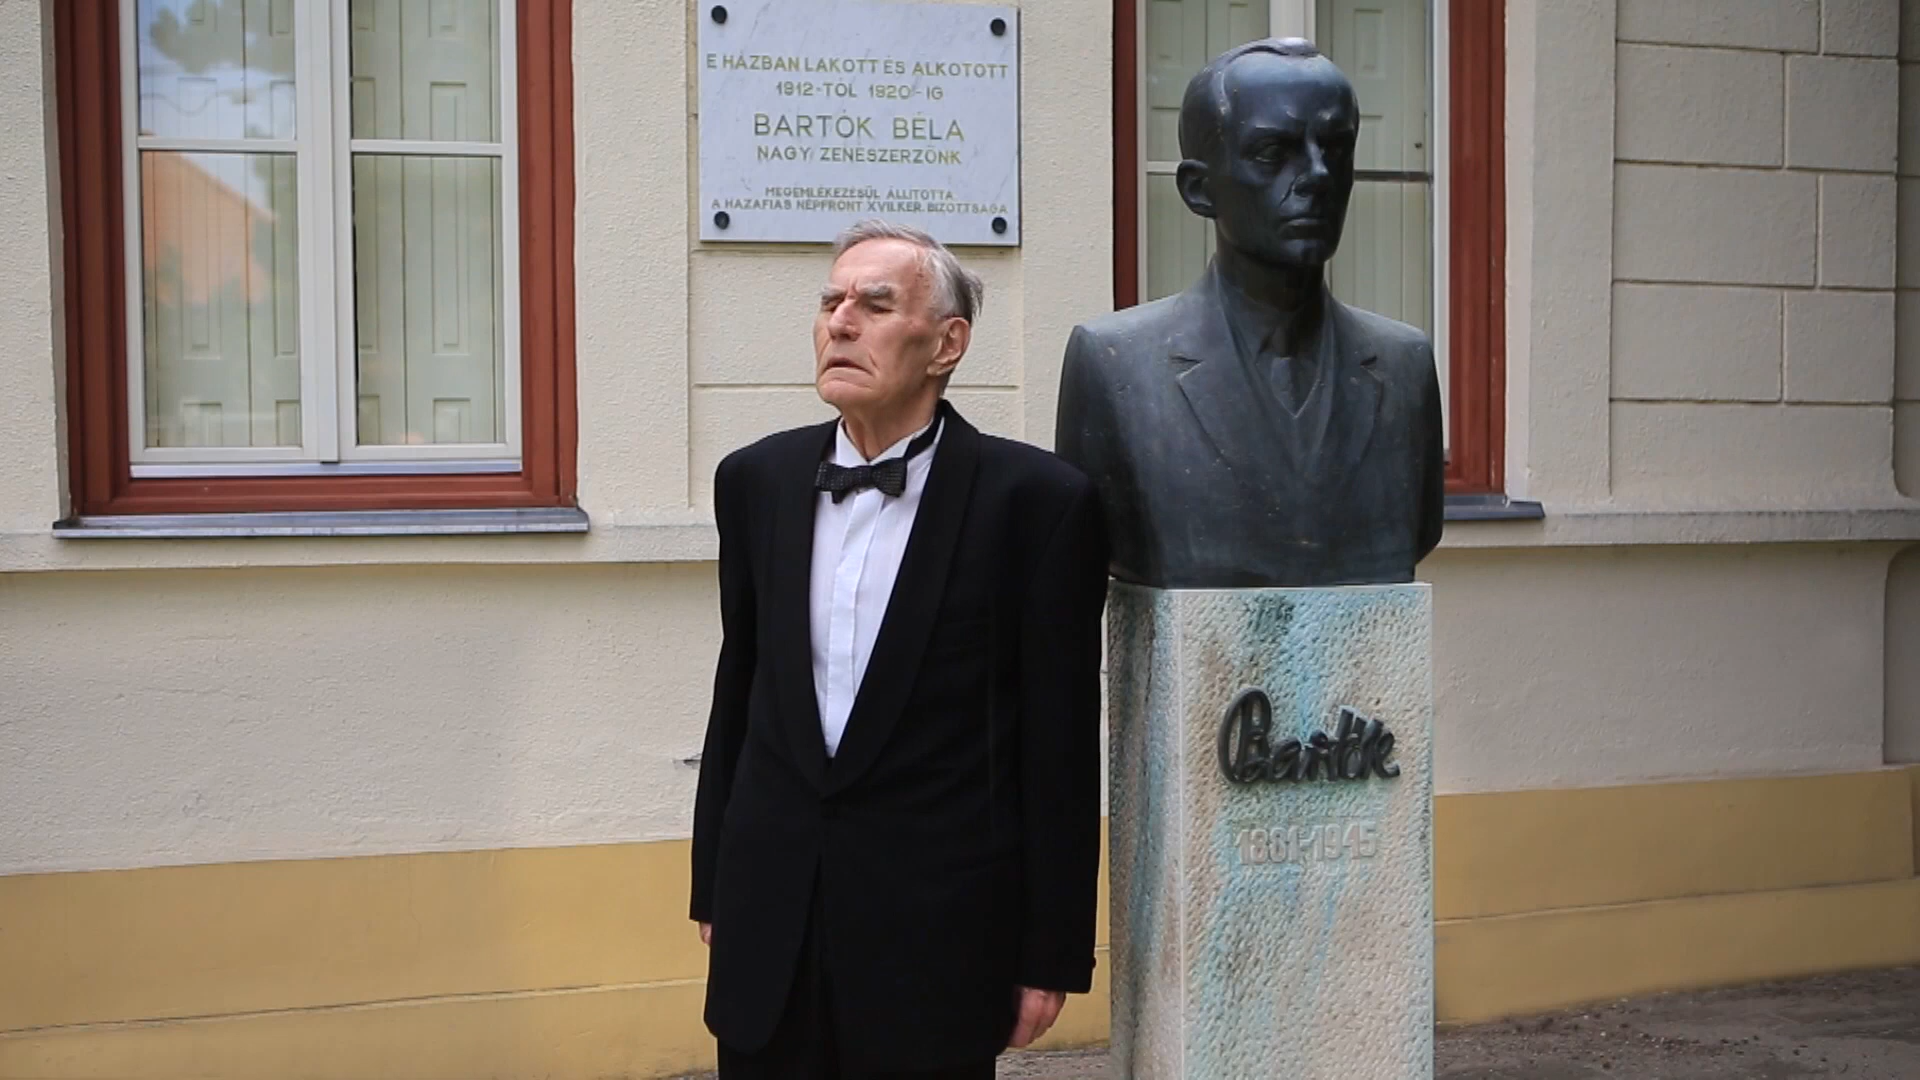 E HÁZBAN LAKOTT ÉS ALKOTOTT
1912-TŐL 1920-IG
BARTÓK BÉLA
NAGY ZENESZERZŐNK
MEGEMLÉKEZÉSÜL ÁLLÍTOTTA
A HAZAFIAS NÉPFRONT XVI.KER. BIZOTTSÁGA
Bartók
1881-1945